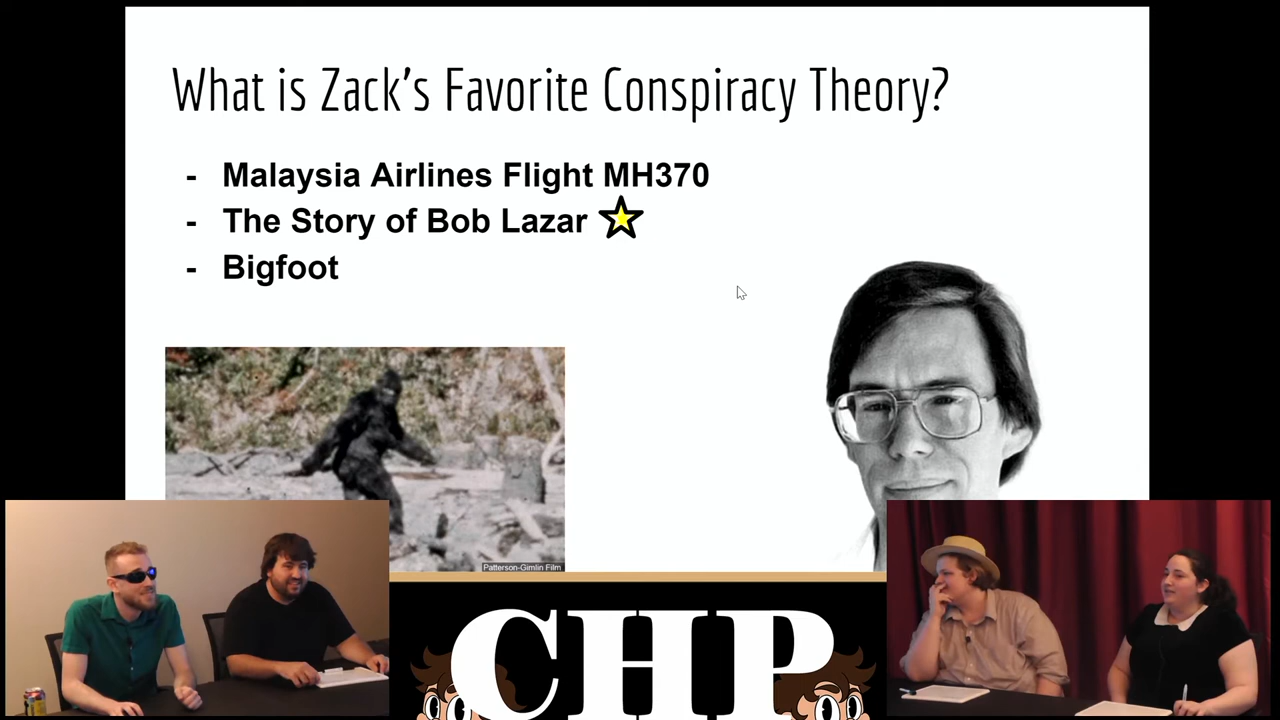 What is Zack's Favorite Conspiracy Theory?
- Malaysia Airlines Flight MH370
- The Story of Bob Lazar
- Bigfoot
Patterson-Gimlin Film
CHP